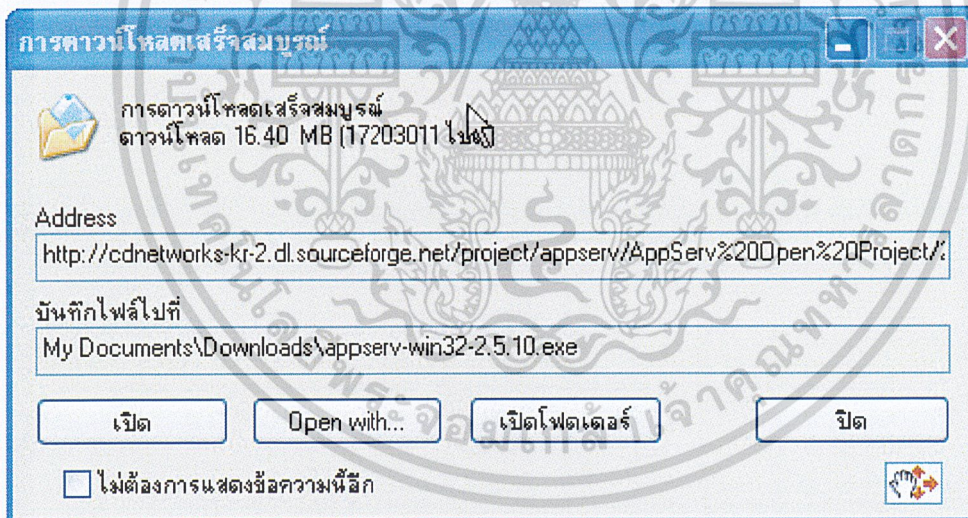 การดาวน์โหลดเสร็จสมบูรณ์
การดาวน์โหลดเสร็จสมบูรณ์
ดาวน์โหลด 16.40 MB (17203011 ไบต์)
Address
http://cdnetworks-kr-2.dl.sourceforge.net/project/appserv/AppServ%20Open%20Project/2
บันทึกไฟล์ไปที่
My Documents\Downloads\appserv-win32-2.5.10.exe
เปิด
Open with...
เปิดโฟลเดอร์
ปิด
ไม่ต้องการแสดงข้อความนี้อีก